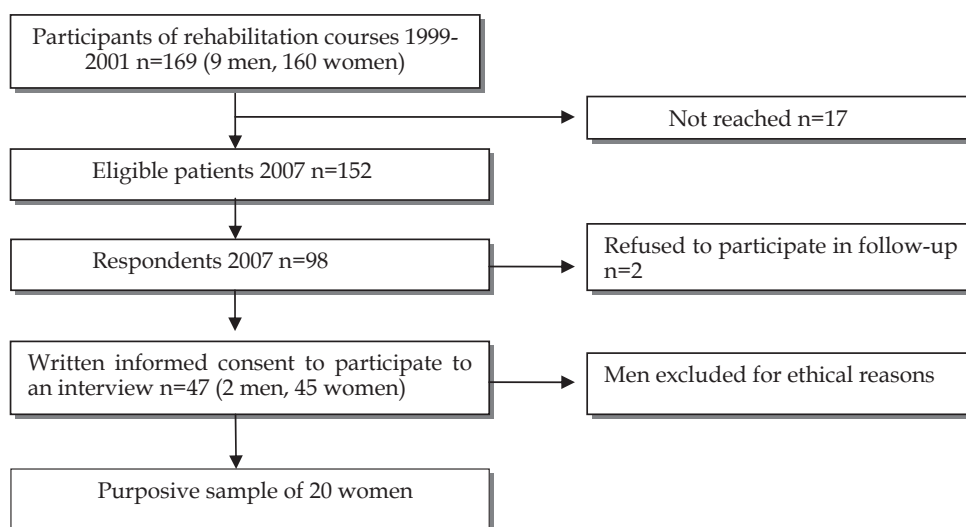 Participants of rehabilitation courses 1999-
2001 n=169 (9 men, 160 women)
Not reached n=17
Eligible patients 2007 n=152
Respondents 2007 n=98
Refused to participate in follow-up
n=2
Written informed consent to participate to
an interview n=47 (2 men, 45 women)
Men excluded for ethical reasons
Purposive sample of 20 women